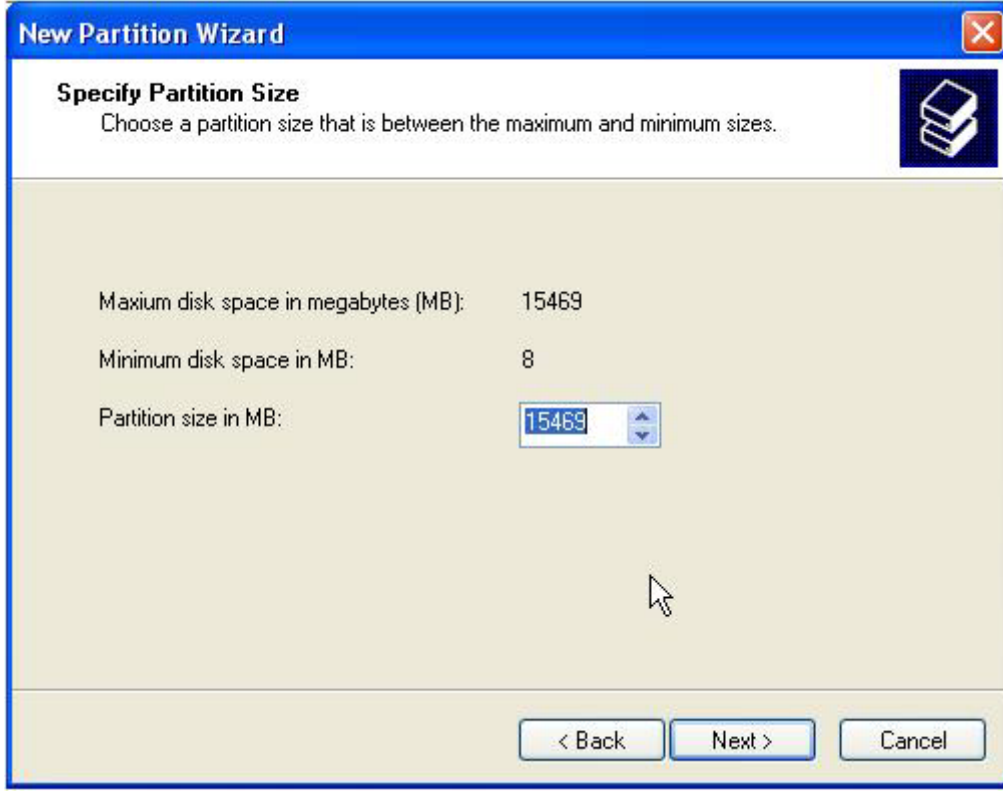 New Partition Wizard
Specify Partition Size
Choose a partition size that is between the maximum and minimum sizes.
Maxium disk space in megabytes (MB): 15469
Minimum disk space in MB: 8
Partition size in MB: 15469
< Back Next > Cancel